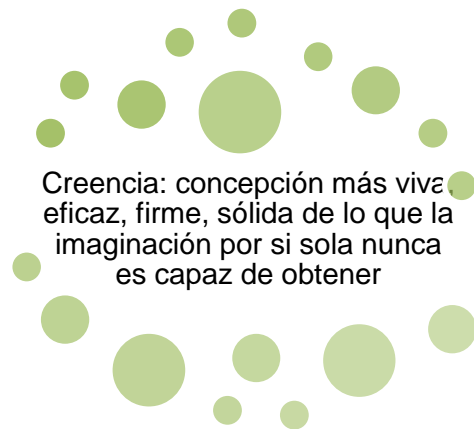 Creencia: concepción más viva,
eficaz, firme, sólida de lo que la
imaginación por si sola nunca
es capaz de obtener